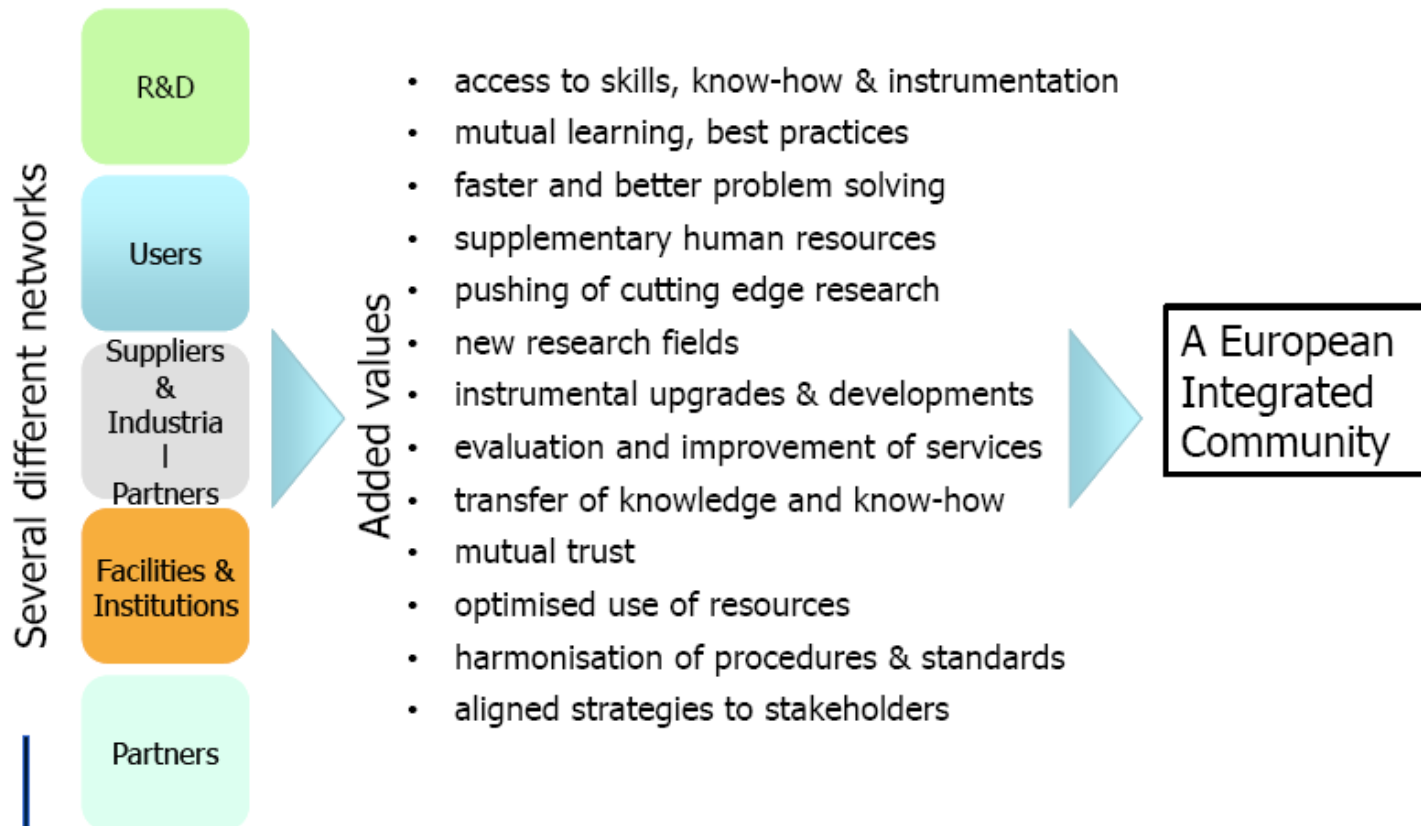 Several different networks
R&D
Users
Suppliers
&
Industria
l
Partners
Facilities &
Institutions
Partners
Added values
• access to skills, know-how & instrumentation
• mutual learning, best practices
• faster and better problem solving
• supplementary human resources
• pushing of cutting edge research
• new research fields
• instrumental upgrades & developments
• evaluation and improvement of services
• transfer of knowledge and know-how
• mutual trust
• optimised use of resources
• harmonisation of procedures & standards
• aligned strategies to stakeholders
A European
Integrated
Community